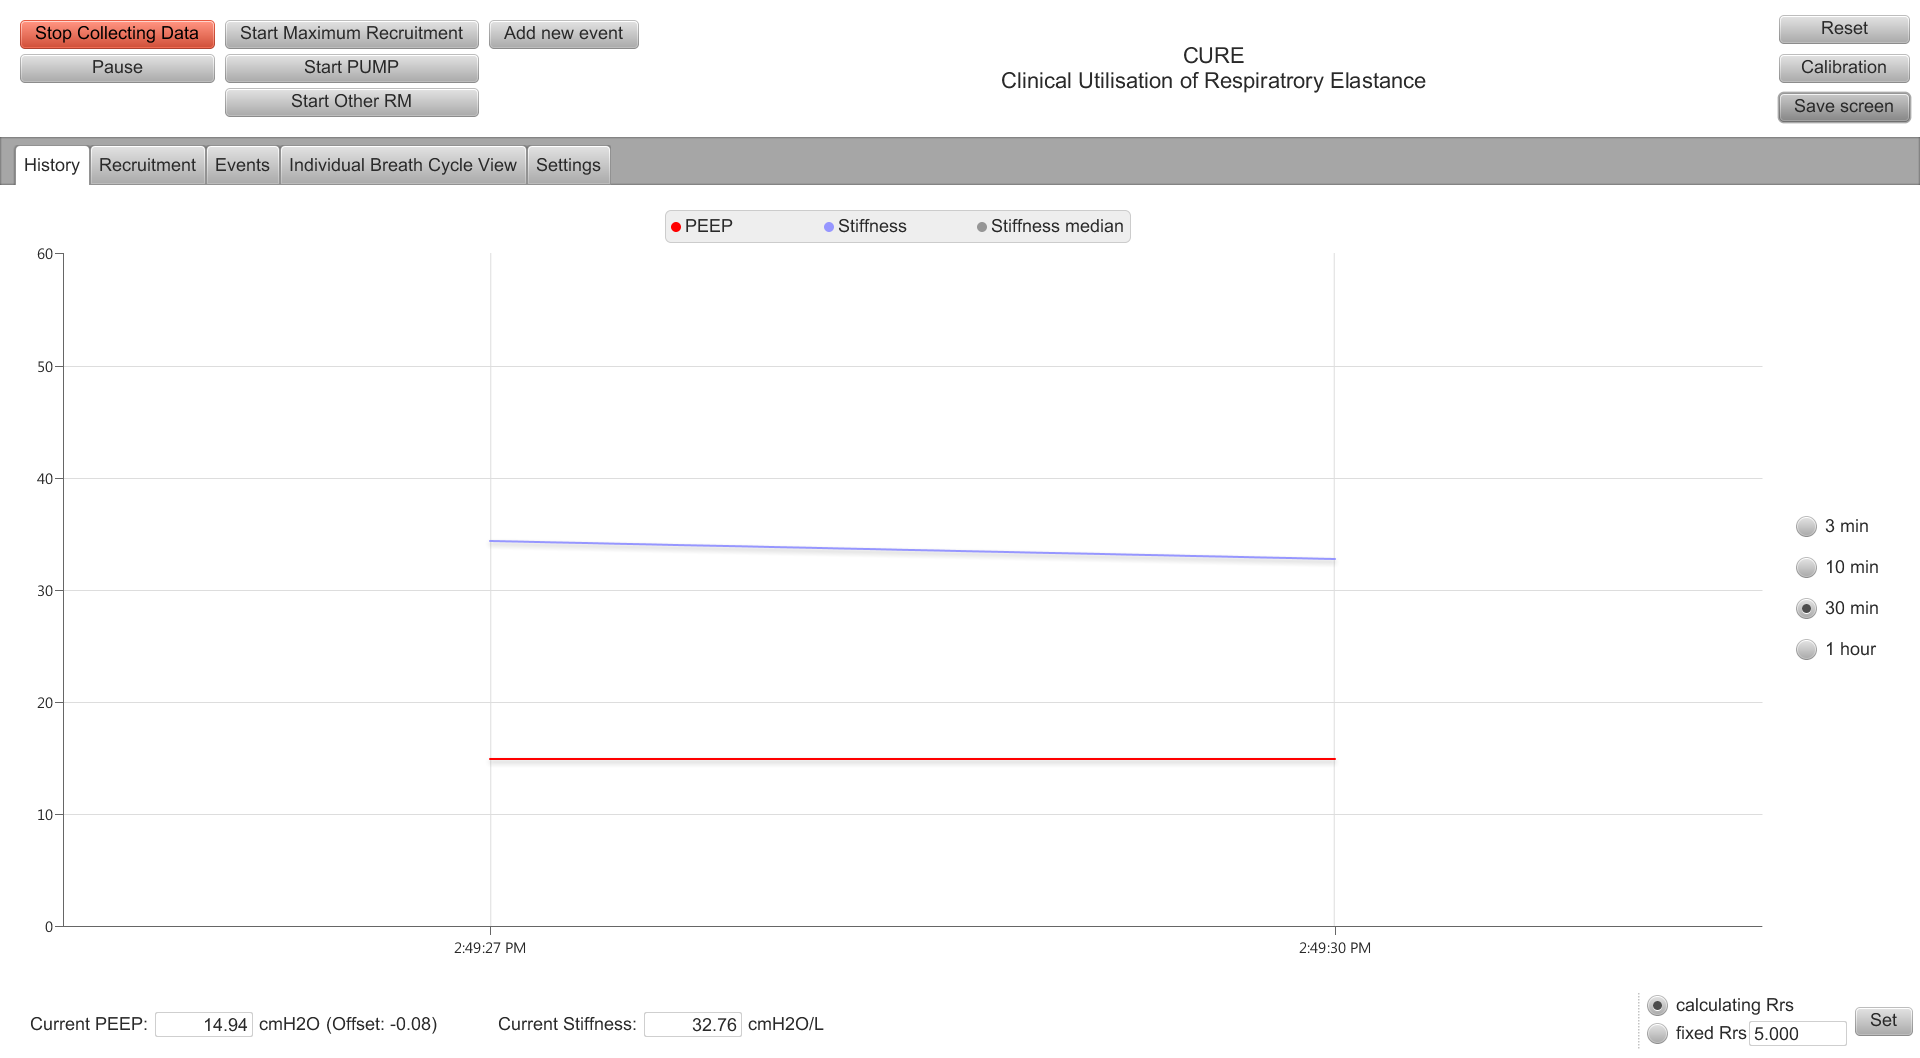 Stop Collecting Data
Start Maximum Recruitment
Add new event
Reset
Pause
Start PUMP
CURE
Clinical Utilisation of Respiratrory Elastance
Calibration
Start Other RM
Save screen
History
Recruitment
Events
Individual Breath Cycle View
Settings
PEEP
Stiffness
Stiffness median
60
50
40
30
20
10
0
2:49:27 PM
2:49:30 PM
3 min
10 min
30 min
1 hour
Current PEEP: 14.94 cmH2O (Offset: -0.08)
Current Stiffness: 32.76 cmH2O/L
calculating Rrs
fixed Rrs 5.000
Set